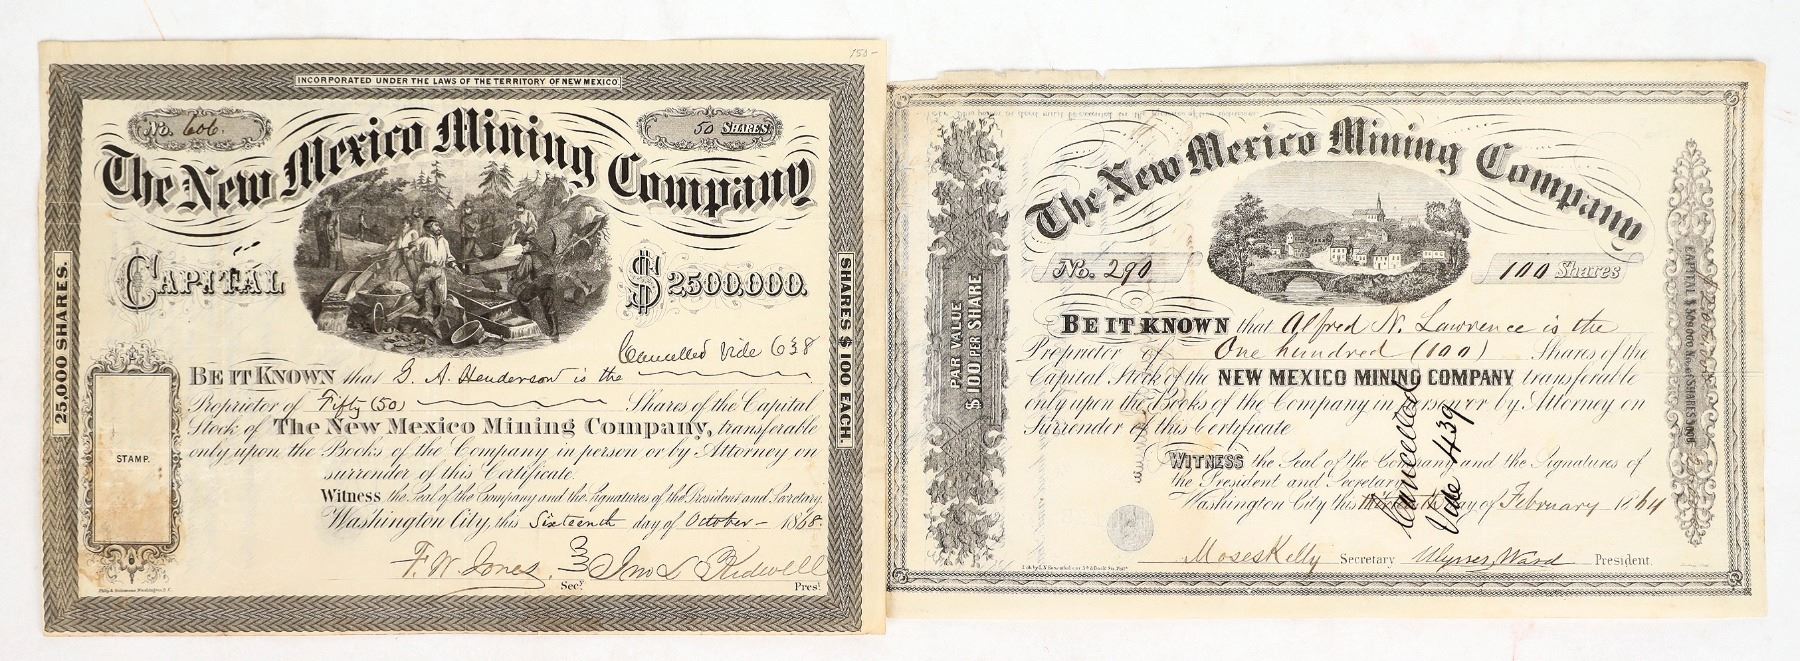 150-
INCORPORATED UNDER THE LAWS OF THE TERRITORY OF NEW MEXICO.
No. 606.
50 SHARES.
The New Mexico Mining Company
CAPITAL $2500.000.
25,000 SHARES.
SHARES $100 EACH.
Cancelled Vide 638
BE IT KNOWN that G. A. Henderson is the
Proprietor of Fifty (50) Shares of the Capital
Stock of The New Mexico Mining Company, transferable
only upon the Books of the Company in person or by Attorney on
surrender of this Certificate.
STAMP.
Witness the Seal of the Company and the Signatures of the President and Secretary.
Washington City, this Sixteenth day of October 1868.
F. W. Jones Secy.
Jno L Kidwell Prest.
The New Mexico Mining Company
No. 290
100 Shares
PAR VALUE
$100 PER SHARE
BE IT KNOWN that Alfred N. Lawrence is the
Proprietor of One hundred (100) Shares of the
Capital Stock of the NEW MEXICO MINING COMPANY transferable
only upon the Books of the Company in person or by Attorney on
Surrender of this Certificate
WITNESS the Seal of the Company and the Signatures of
the President and Secretary
Washington City this day of February 1864
Cancelled
Vide 439
Moses Kelly Secretary
Ward President.